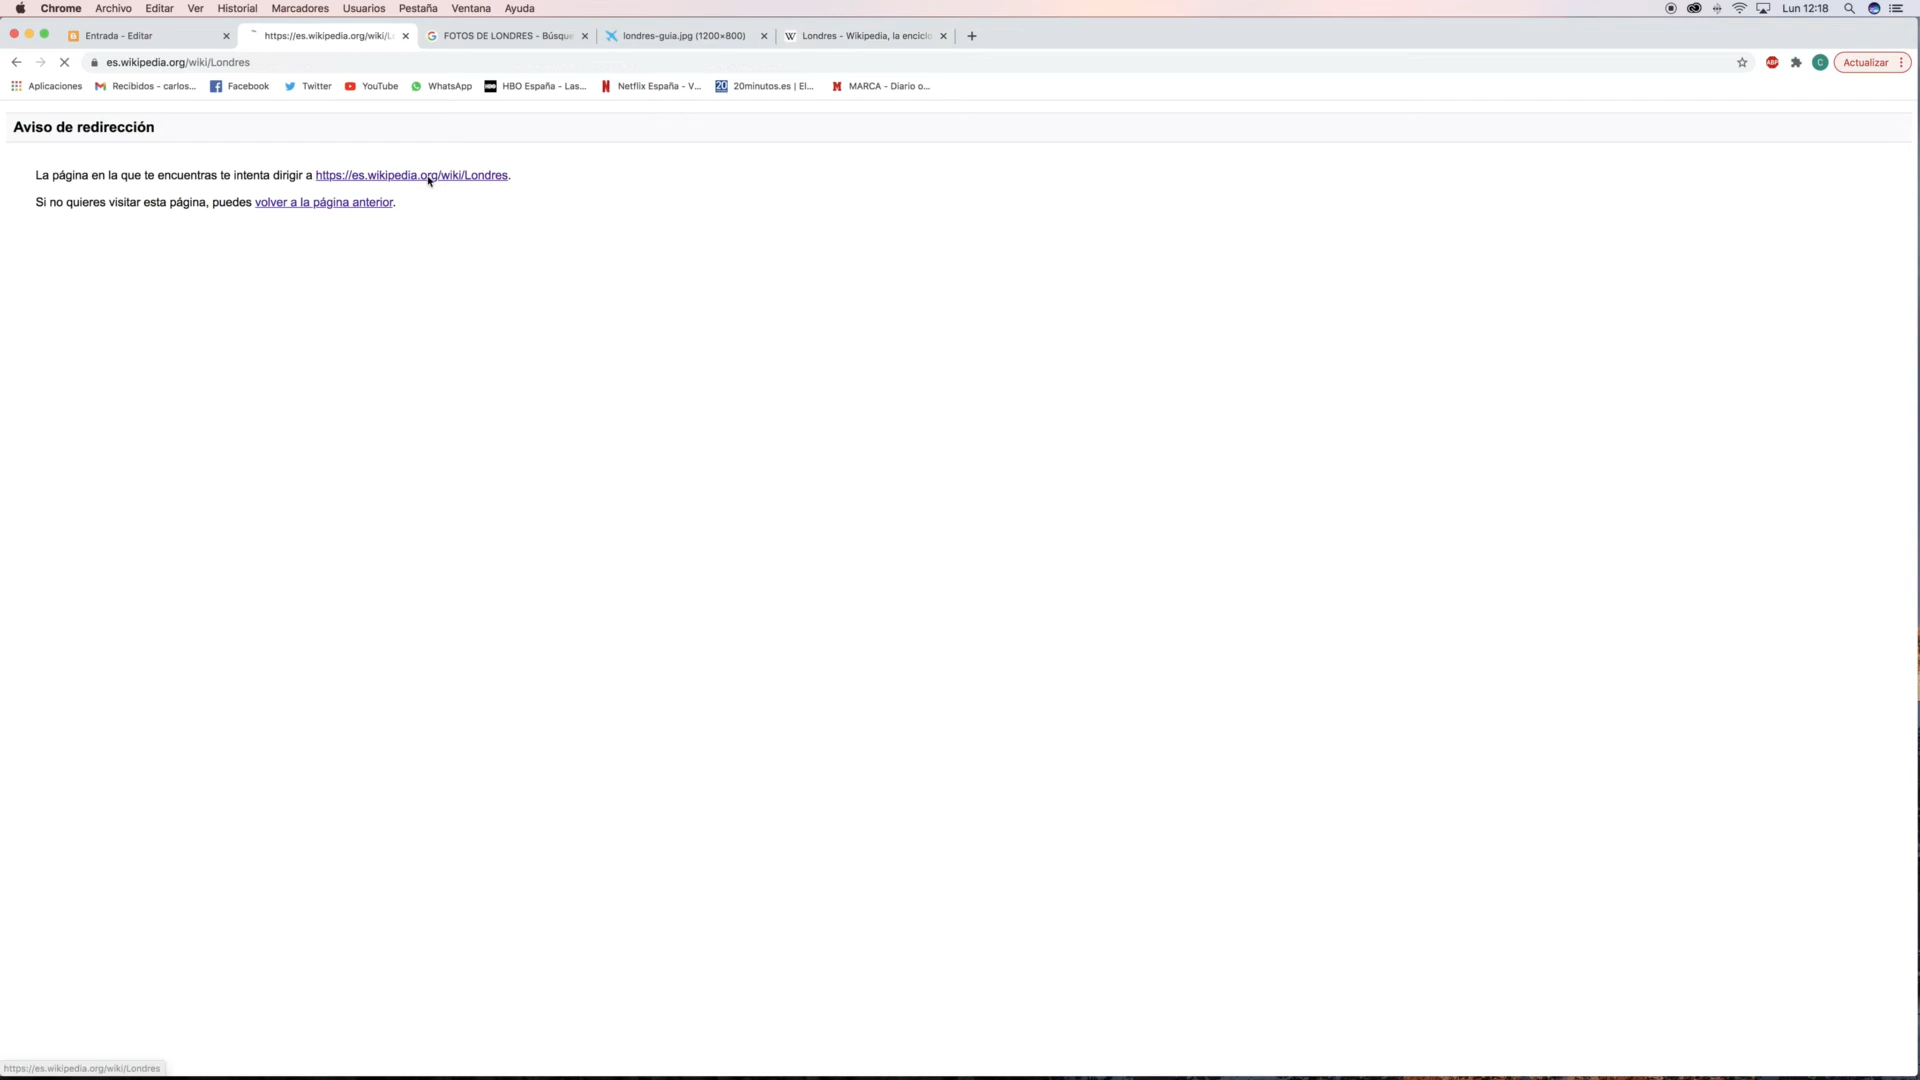 Chrome Archivo Editar Ver Historial Marcadores Usuarios Pestaña Ventana Ayuda Lun 12:18
Entrada - Editar https://es.wikipedia.org/wiki/L FOTOS DE LONDRES - Búsque londres-guia.jpg (1200×800) Londres - Wikipedia, la encicl
es.wikipedia.org/wiki/Londres ABP C Actualizar
Aplicaciones Recibidos - carlos... Facebook Twitter YouTube WhatsApp HBO España - Las... Netflix España - V... 20minutos.es | El... MARCA - Diario o...
Aviso de redirección
La página en la que te encuentras te intenta dirigir a https://es.wikipedia.org/wiki/Londres.
Si no quieres visitar esta página, puedes volver a la página anterior.
https://es.wikipedia.org/wiki/Londres